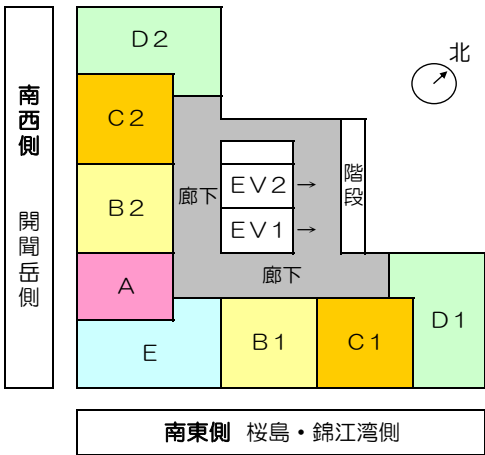 D2
北
南西側 開聞岳側
C2
廊下
EV2 →
階段
B2
EV1 →
A
廊下
E
B1
C1
D1
南東側 桜島・錦江湾側